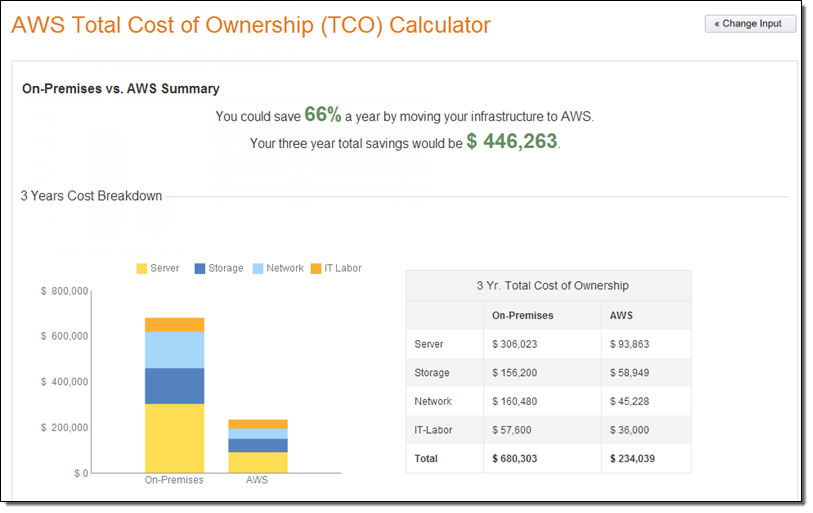 AWS Total Cost of Ownership (TCO) Calculator
« Change Input
On-Premises vs. AWS Summary
You could save 66% a year by moving your infrastructure to AWS.
Your three year total savings would be $ 446,263.
3 Years Cost Breakdown
Server Storage Network IT Labor
$ 800,000
$ 600,000
$ 400,000
$ 200,000
$ 0
On-Premises AWS
3 Yr. Total Cost of Ownership
On-Premises AWS
Server $ 306,023 $ 93,863
Storage $ 156,200 $ 58,949
Network $ 160,480 $ 45,228
IT-Labor $ 57,600 $ 36,000
Total $ 680,303 $ 234,039